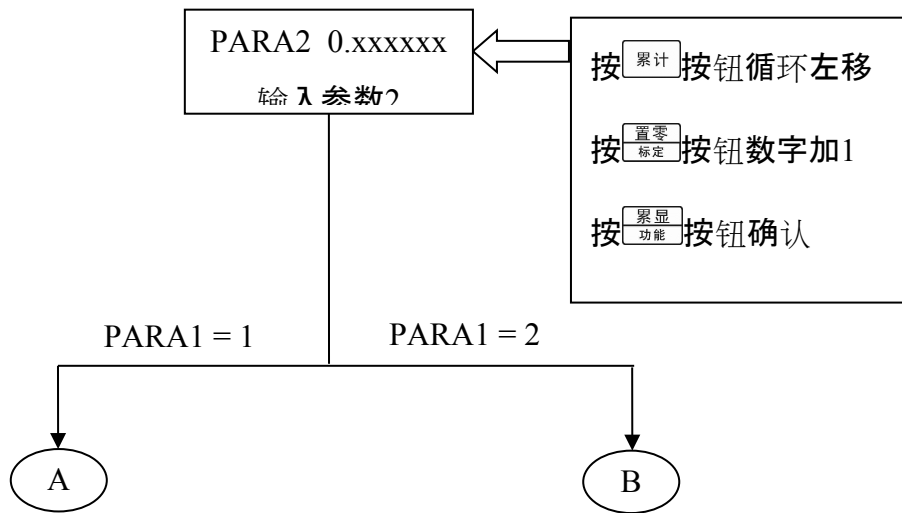 PARA2 0.xxxxxx
输入参数2
按 累计 按钮循环左移
按 置零 标定 按钮数字加1
按 累显 功能 按钮确认
PARA1 = 1
PARA1 = 2
A
B